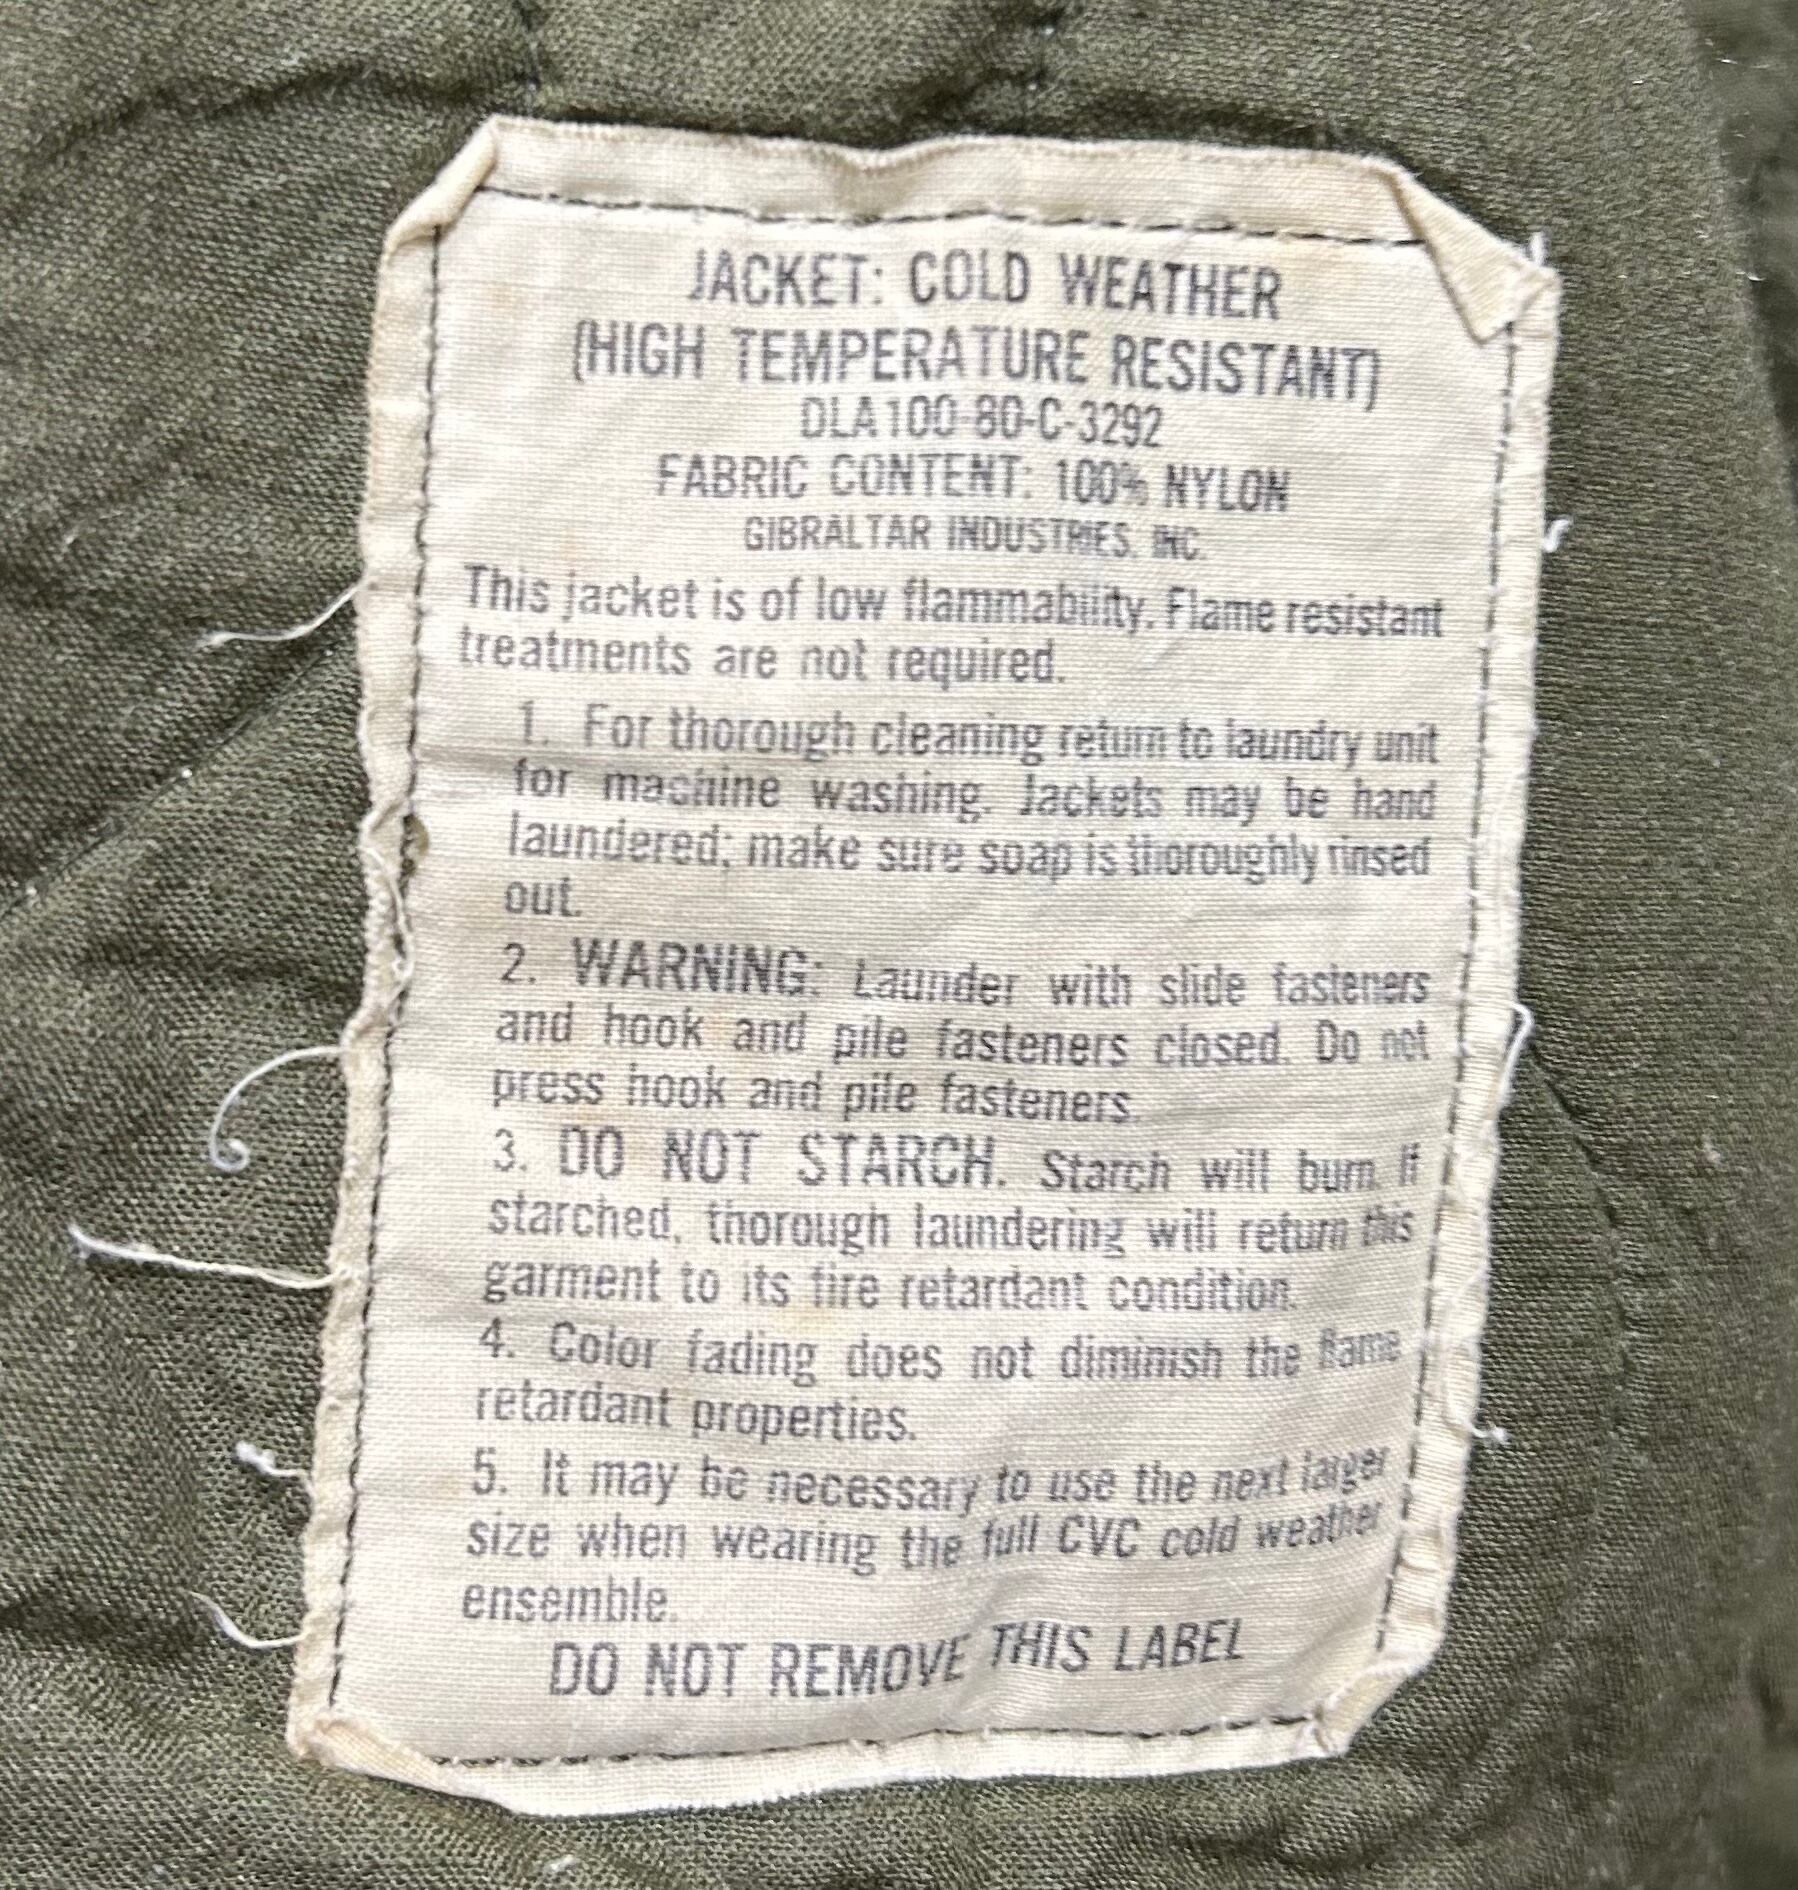 JACKET: COLD WEATHER
(HIGH TEMPERATURE RESISTANT)
DLA100-80-C-3292
FABRIC CONTENT: 100% NYLON
GIBRALTAR INDUSTRIES, INC.
This jacket is of low flammability. Flame resistant
treatments are not required.
1. For thorough cleaning return to laundry unit
for machine washing. Jackets may be hand
laundered; make sure soap is thoroughly rinsed
out.
2. WARNING: Launder with slide fasteners
and hook and pile fasteners closed. Do not
press hook and pile fasteners.
3. DO NOT STARCH. Starch will burn. If
starched, thorough laundering will return this
garment to its fire retardant condition.
4. Color fading does not diminish the flame
retardant properties.
5. It may be necessary to use the next larger
size when wearing the full CVC cold weather
ensemble.
DO NOT REMOVE THIS LABEL